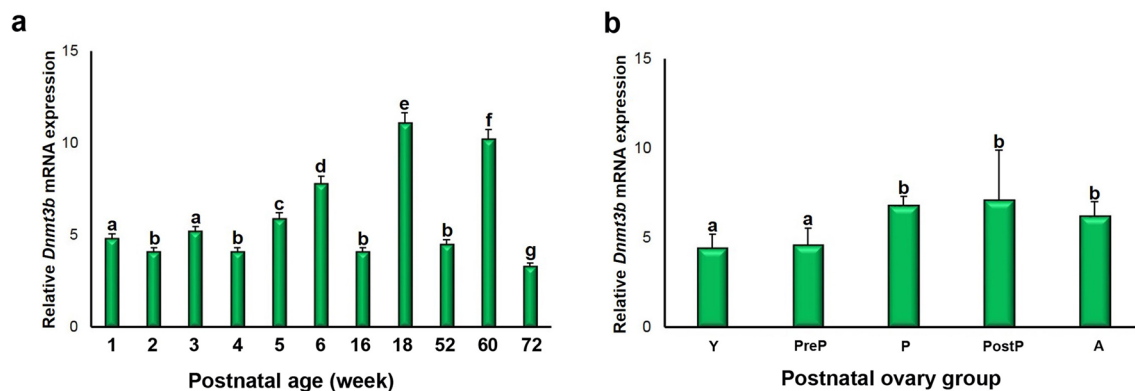 a
Relative Dnmt3b mRNA expression
15
10
5
0
a
b
a
b
c
d
b
e
b
f
g
1 2 3 4 5 6 16 18 52 60 72
Postnatal age (week)
b
Relative Dnmt3b mRNA expression
15
10
5
0
a
a
b
b
b
Y PreP P PostP A
Postnatal ovary group